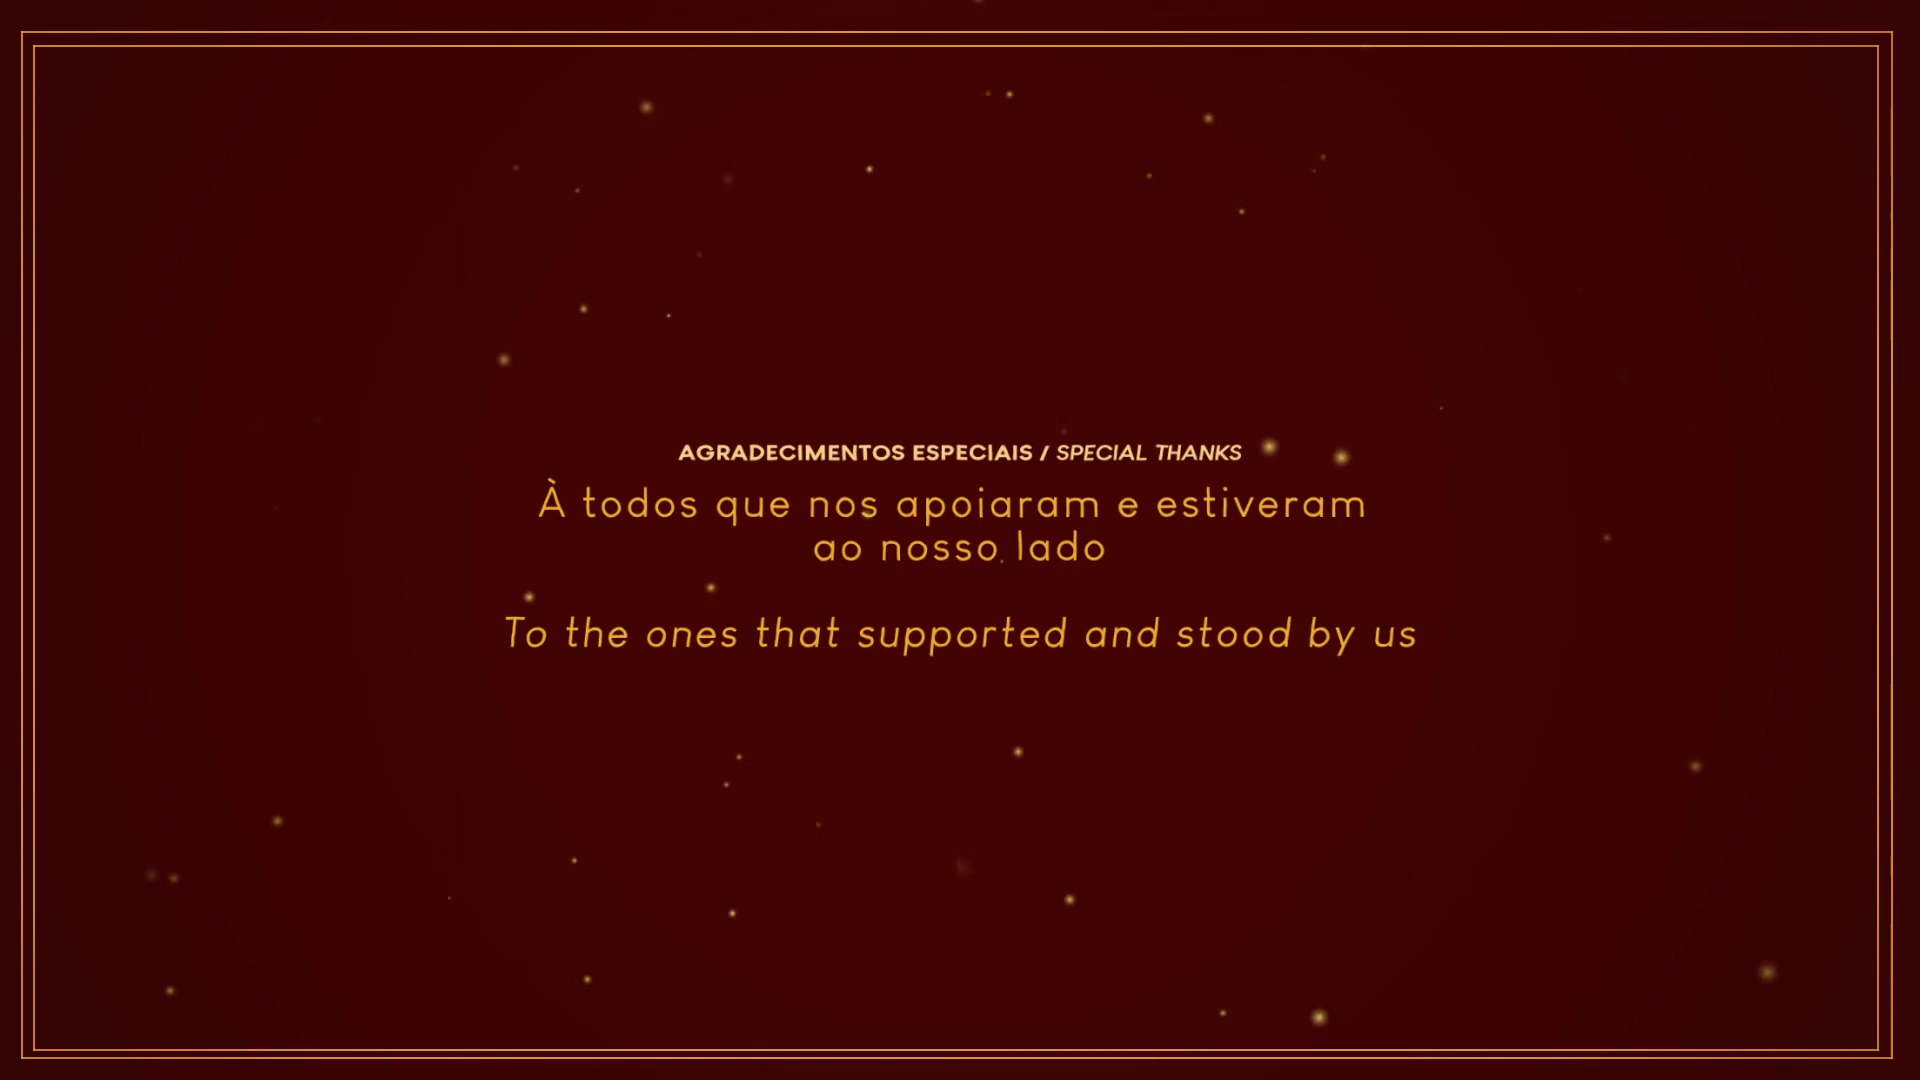 AGRADECIMENTOS ESPECIAIS / SPECIAL THANKS
À todos que nos apoiaram e estiveram
ao nosso lado
To the ones that supported and stood by us